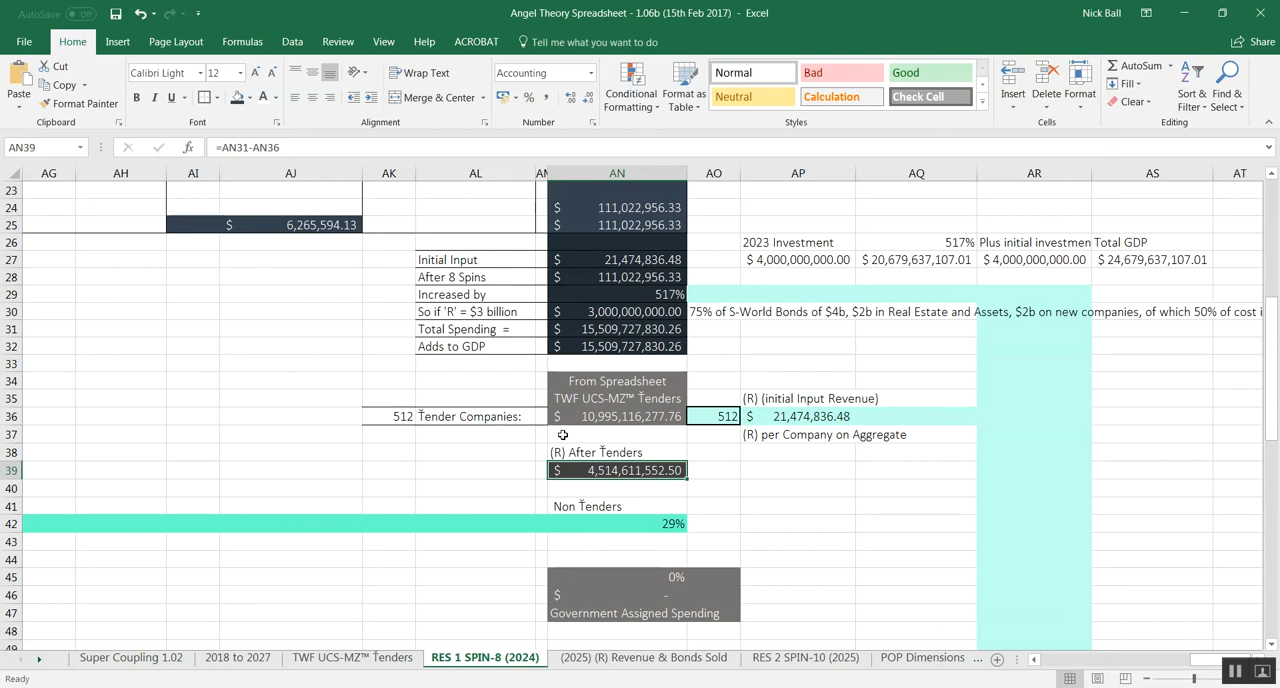 AutoSave Off
Angel Theory Spreadsheet - 1.06b (15th Feb 2017) - Excel
Nick Ball
File Home Insert Page Layout Formulas Data Review View Help ACROBAT Tell me what you want to do Share
Paste
Cut
Copy
Format Painter
Clipboard
Calibri Light 12
B I U
Font
Wrap Text
Merge & Center
Alignment
Accounting
$ % ,
Number
Conditional Formatting
Format as Table
Normal Bad Good
Neutral Calculation Check Cell
Styles
Insert Delete Format
Cells
AutoSum
Fill
Clear
Sort & Filter
Find & Select
Editing
AN39 fx =AN31-AN36
AG AH AI AJ AK AL AN AO AP AQ AR AS AT
23
24 $ 111,022,956.33
25 $ 6,265,594.13 $ 111,022,956.33
26 2023 Investment 517% Plus initial investmen Total GDP
27 Initial Input $ 21,474,836.48 $ 4,000,000,000.00 $ 20,679,637,107.01 $ 4,000,000,000.00 $ 24,679,637,107.01
28 After 8 Spins $ 111,022,956.33
29 Increased by 517%
30 So if 'R' = $3 billion $ 3,000,000,000.00 75% of S-World Bonds of $4b, $2b in Real Estate and Assets, $2b on new companies, of which 50% of cost i
31 Total Spending = $ 15,509,727,830.26
32 Adds to GDP $ 15,509,727,830.26
33
34 From Spreadsheet
35 TWF UCS-MZ™ Ťenders (R) (initial Input Revenue)
36 512 Ťender Companies: $ 10,995,116,277.76 512 $ 21,474,836.48
37 (R) per Company on Aggregate
38 (R) After Ťenders
39 $ 4,514,611,552.50
40
41 Non Ťenders
42 29%
43
44
45 0%
46 $ -
47 Government Assigned Spending
48
49
Super Coupling 1.02 2018 to 2027 TWF UCS-MZ™ Ťenders RES 1 SPIN-8 (2024) (2025) (R) Revenue & Bonds Sold RES 2 SPIN-10 (2025) POP Dimensions ...
Ready